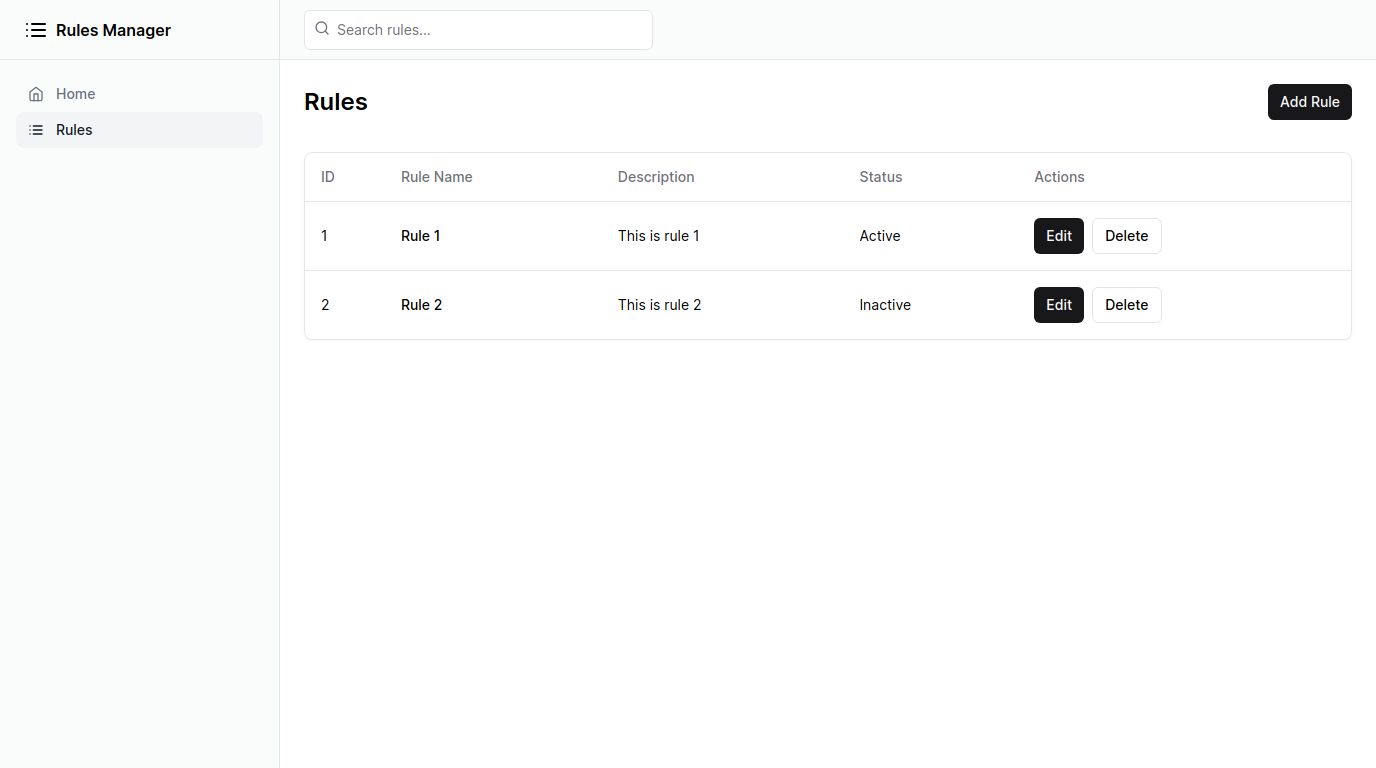 Rules Manager
Search rules...
Home
Rules
Rules
Add Rule
ID Rule Name Description Status Actions
1 Rule 1 This is rule 1 Active Edit Delete
2 Rule 2 This is rule 2 Inactive Edit Delete